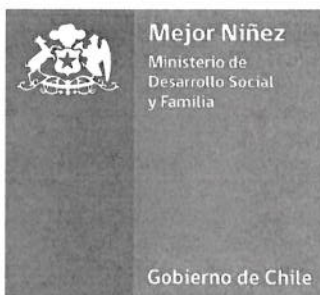 Mejor Niñez
Ministerio de
Desarrollo Social
y Familia
Gobierno de Chile